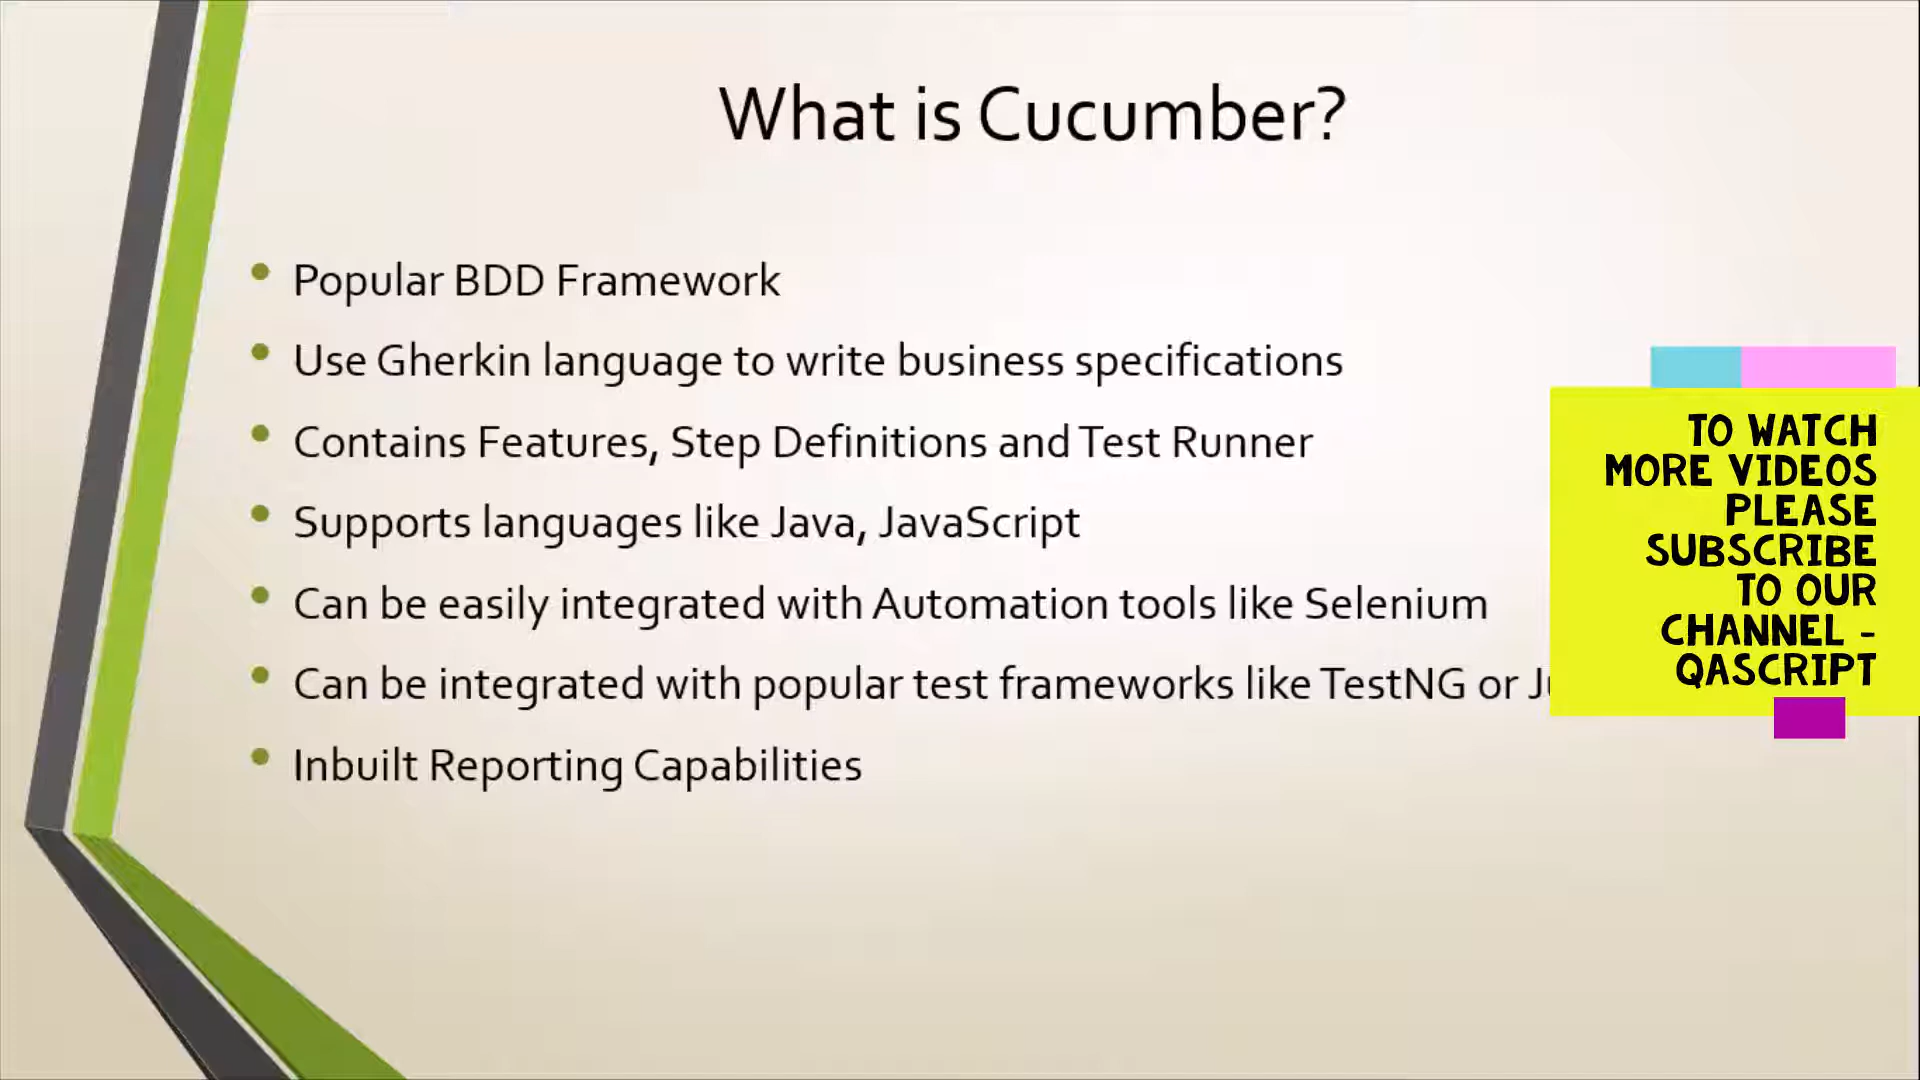 What is Cucumber?
Popular BDD Framework
Use Gherkin language to write business specifications
Contains Features, Step Definitions and Test Runner
Supports languages like Java, JavaScript
Can be easily integrated with Automation tools like Selenium
Can be integrated with popular test frameworks like TestNG or
Inbuilt Reporting Capabilities
TO WATCH
MORE VIDEOS
PLEASE
SUBSCRIBE
TO OUR
CHANNEL -
QASCRIPT